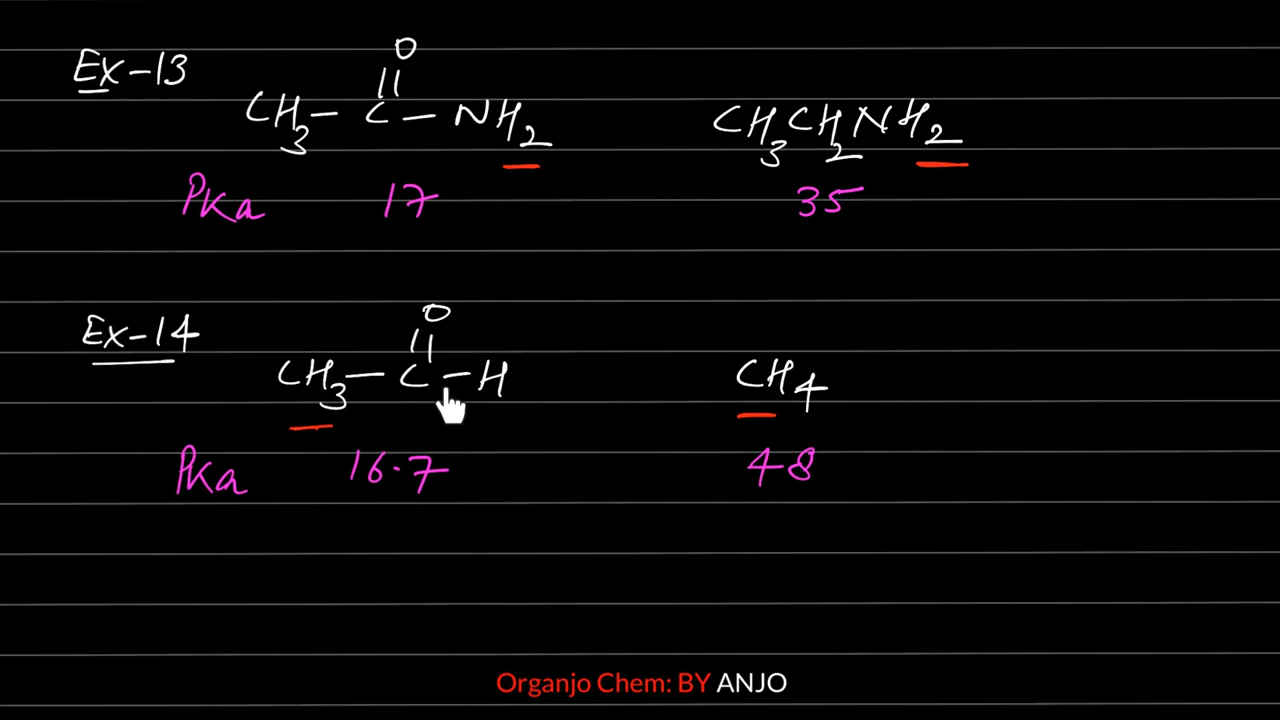 Ex-13
O
||
CH3 - C - NH2 CH3CH2NH2
PKa 17 35
Ex-14
O
||
CH3 - C - H CH4
PKa 16.7 48
Organjo Chem: BY ANJO